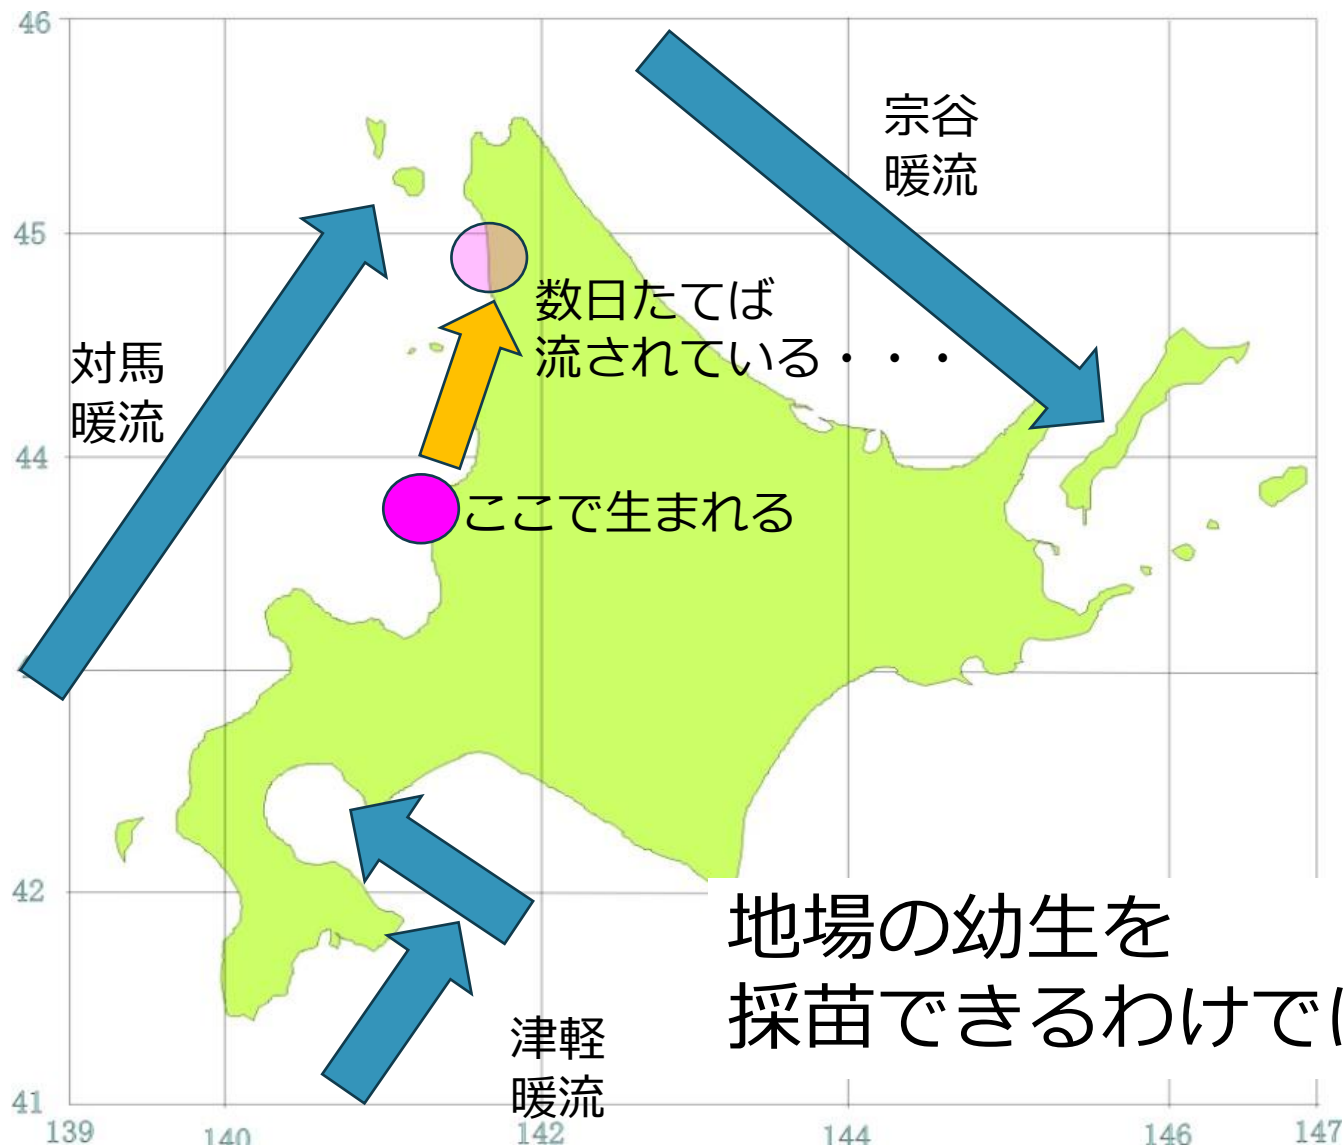 46
宗谷
暖流
45
数日たてば
流されている・・・
対馬
暖流
44
ここで生まれる
42
地場の幼生を
採苗できるわけで
津軽
暖流
41
139
140
142
144
146
147